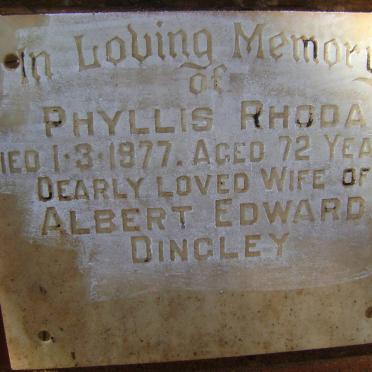 In Loving Memory
of
PHYLLIS RHODA
DIED 1·3·1977. AGED 72 YEA
DEARLY LOVED WIFE OF
ALBERT EDWARD
DINGLEY